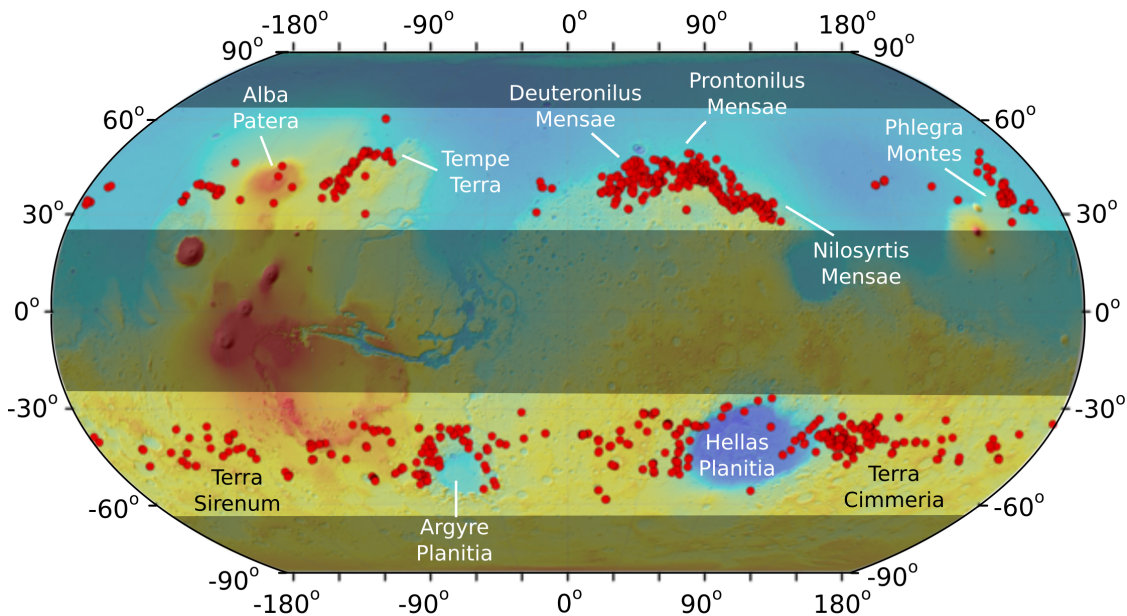 -180° -90° 0° 90° 180°
90° 90°
Alba
Patera
Deuteronilus
Mensae
Prontonilus
Mensae
60° 60°
Phlegra
Montes
Tempe
Terra
30° 30°
Nilosyrtis
Mensae
0° 0°
-30° -30°
Hellas
Planitia
Terra
Sirenum
Terra
Cimmeria
-60° -60°
Argyre
Planitia
-90° -90°
-180° -90° 0° 90° 180°